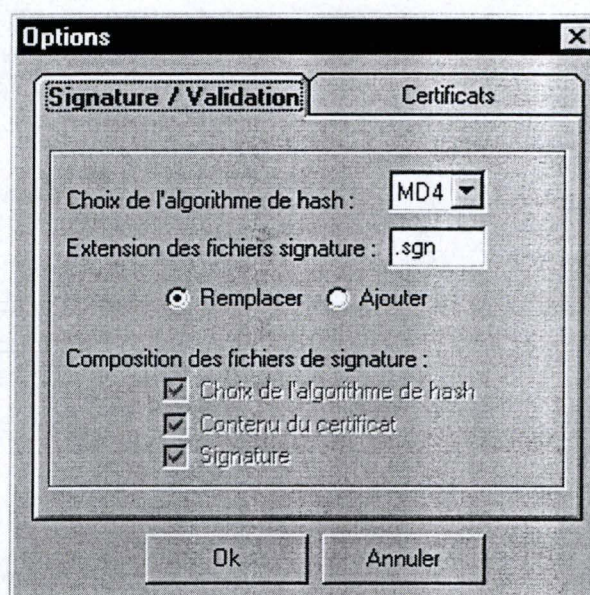 Options
Signature / Validation
Certificats
Choix de l'algorithme de hash : MD4
Extension des fichiers signature : .sgn
Remplacer Ajouter
Composition des fichiers de signature :
Choix de l'algorithme de hash
Contenu du certificat
Signature
Ok Annuler